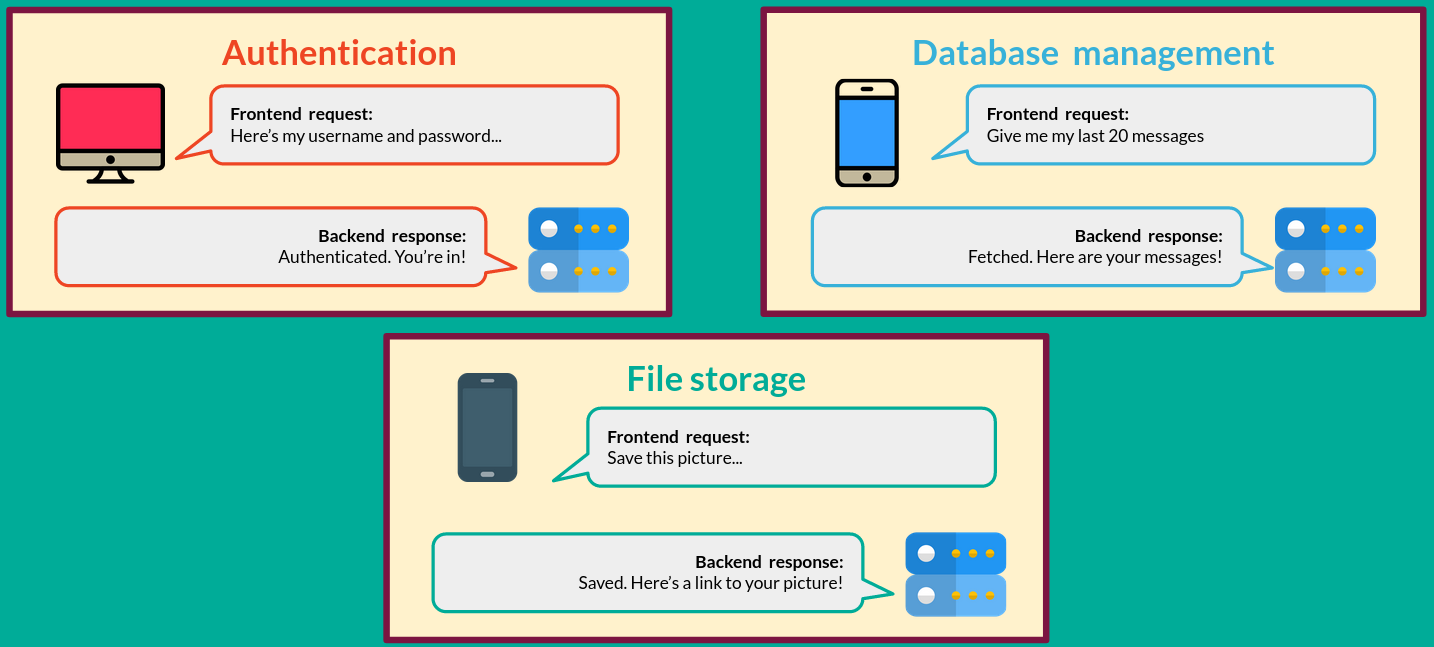 Authentication
Frontend request:
Here's my username and password...
Backend response:
Authenticated. You're in!
Database management
Frontend request:
Give me my last 20 messages
Backend response:
Fetched. Here are your messages!
File storage
Frontend request:
Save this picture...
Backend response:
Saved. Here's a link to your picture!